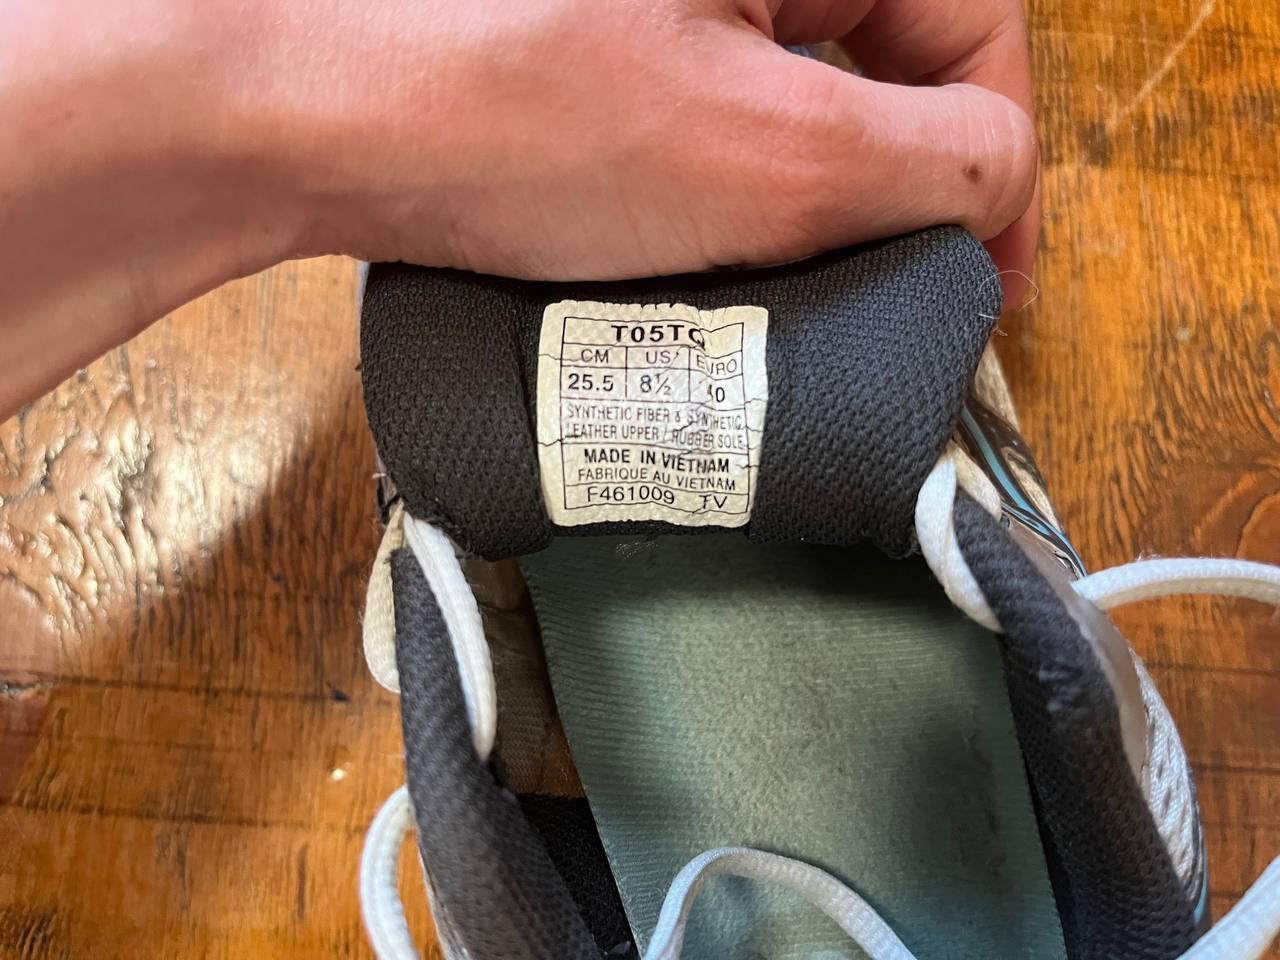 T05TQ
CM US EURO
25.5 8½ 40
SYNTHETIC FIBER & SYNTHETIC
LEATHER UPPER / RUBBER SOLE
MADE IN VIETNAM
FABRIQUE AU VIETNAM
F461009 TV